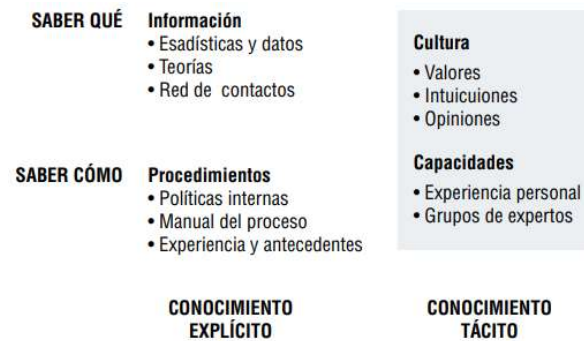 SABER QUÉ
Información
• Esadísticas y datos
• Teorías
• Red de contactos
Cultura
• Valores
• Intuicuiones
• Opiniones
SABER CÓMO
Procedimientos
• Políticas internas
• Manual del proceso
• Experiencia y antecedentes
Capacidades
• Experiencia personal
• Grupos de expertos
CONOCIMIENTO
EXPLÍCITO
CONOCIMIENTO
TÁCITO